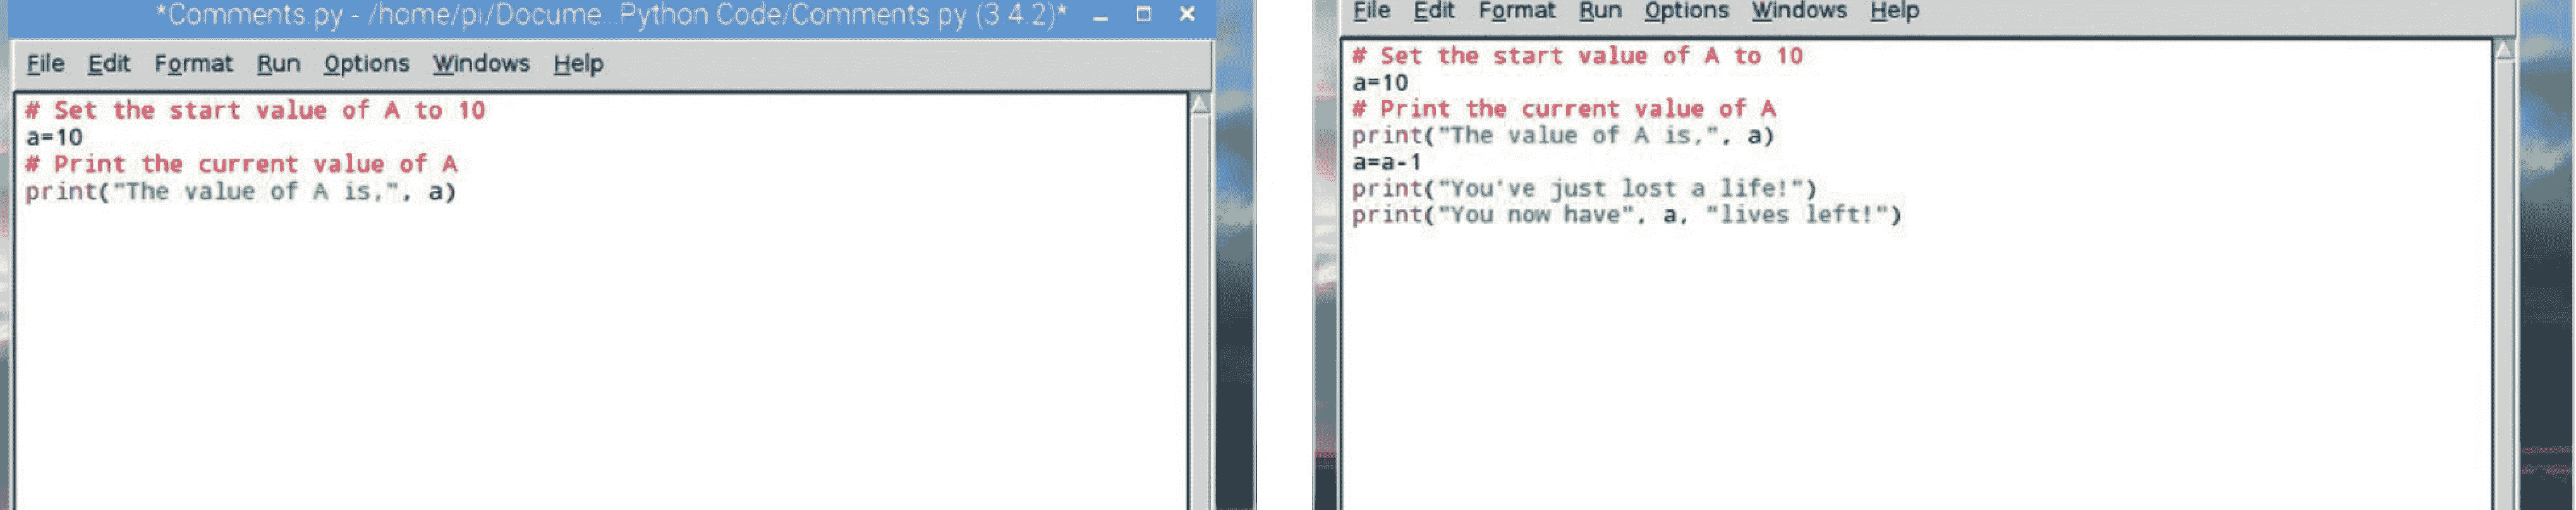 *Comments.py - /home/pi/Docume...Python Code/Comments.py (3.4.2)*
File Edit Format Run Options Windows Help
# Set the start value of A to 10
a=10
# Print the current value of A
print("The value of A is,", a)
File Edit Format Run Options Windows Help
# Set the start value of A to 10
a=10
# Print the current value of A
print("The value of A is,", a)
a=a-1
print("You've just lost a life!")
print("You now have", a, "lives left!")